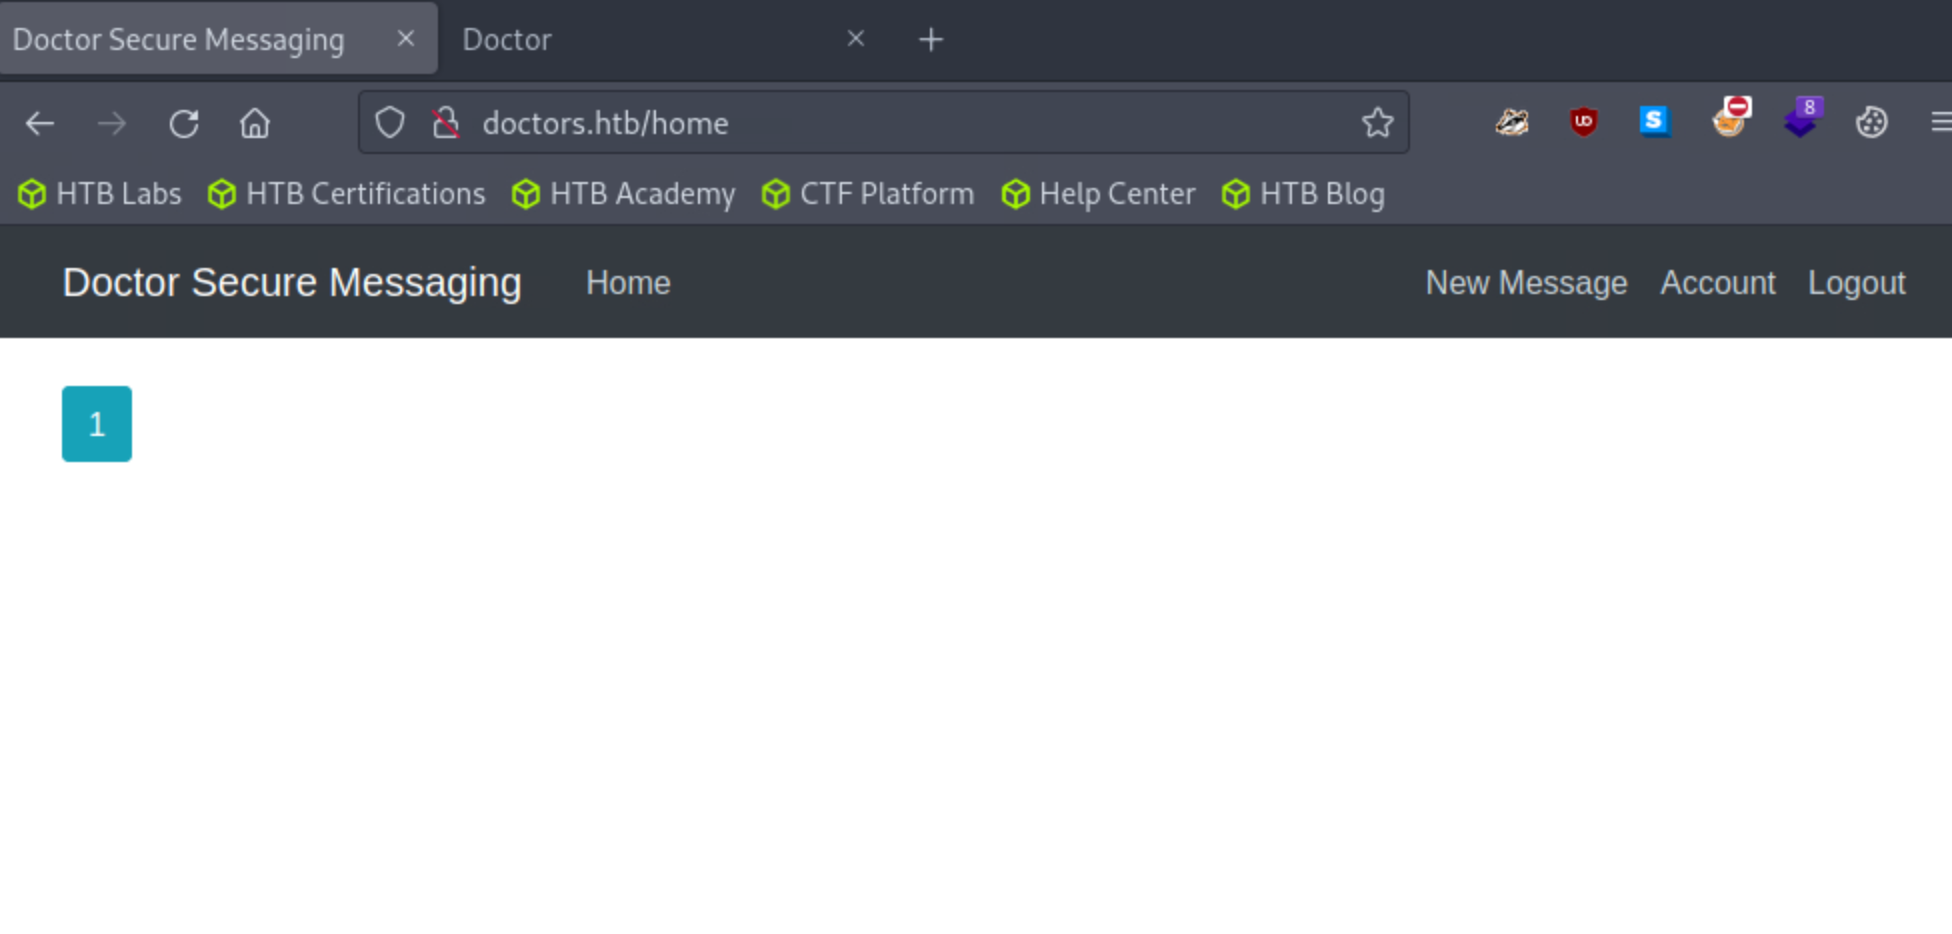 Doctor Secure Messaging Doctor
doctors.htb/home S 8
HTB Labs HTB Certifications HTB Academy CTF Platform Help Center HTB Blog
Doctor Secure Messaging Home New Message Account Logout
1